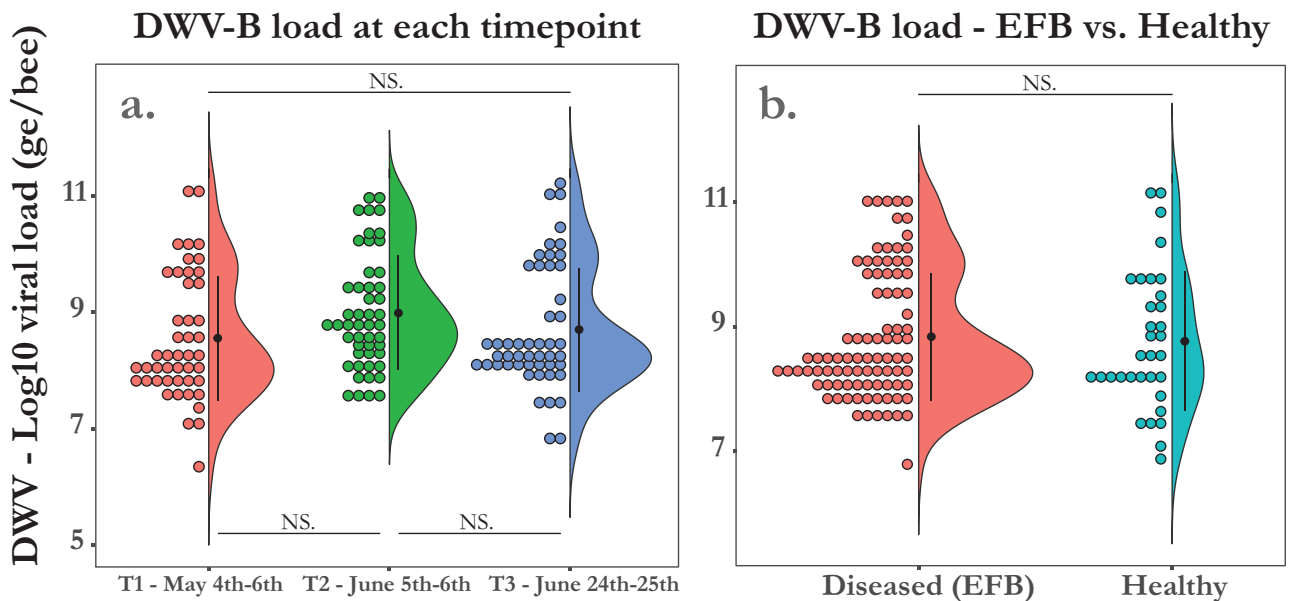 DWV-B load at each timepoint
DWV - Log10 viral load (ge/bee)
a.
NS.
11
9
7
5
NS.
NS.
T1 - May 4th-6th
T2 - June 5th-6th
T3 - June 24th-25th
DWV-B load - EFB vs. Healthy
b.
NS.
11
9
7
Diseased (EFB)
Healthy